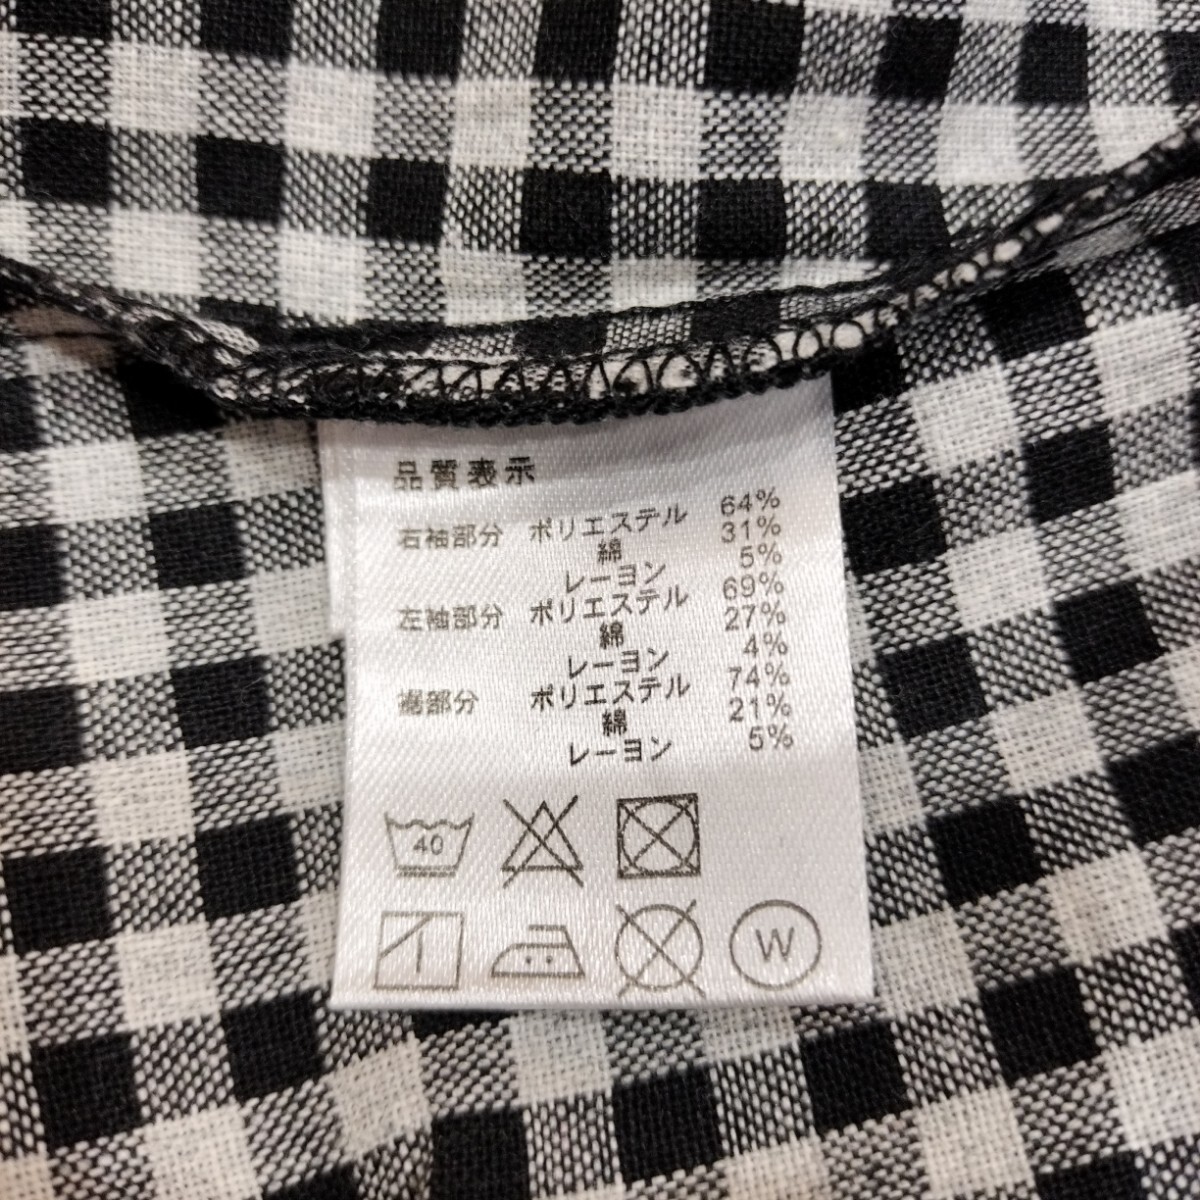 品質表示
右袖部分 ポリエステル 64%
綿 31%
レーヨン 5%
左袖部分 ポリエステル 69%
綿 27%
レーヨン 4%
裾部分 ポリエステル 74%
綿 21%
レーヨン 5%
40
W